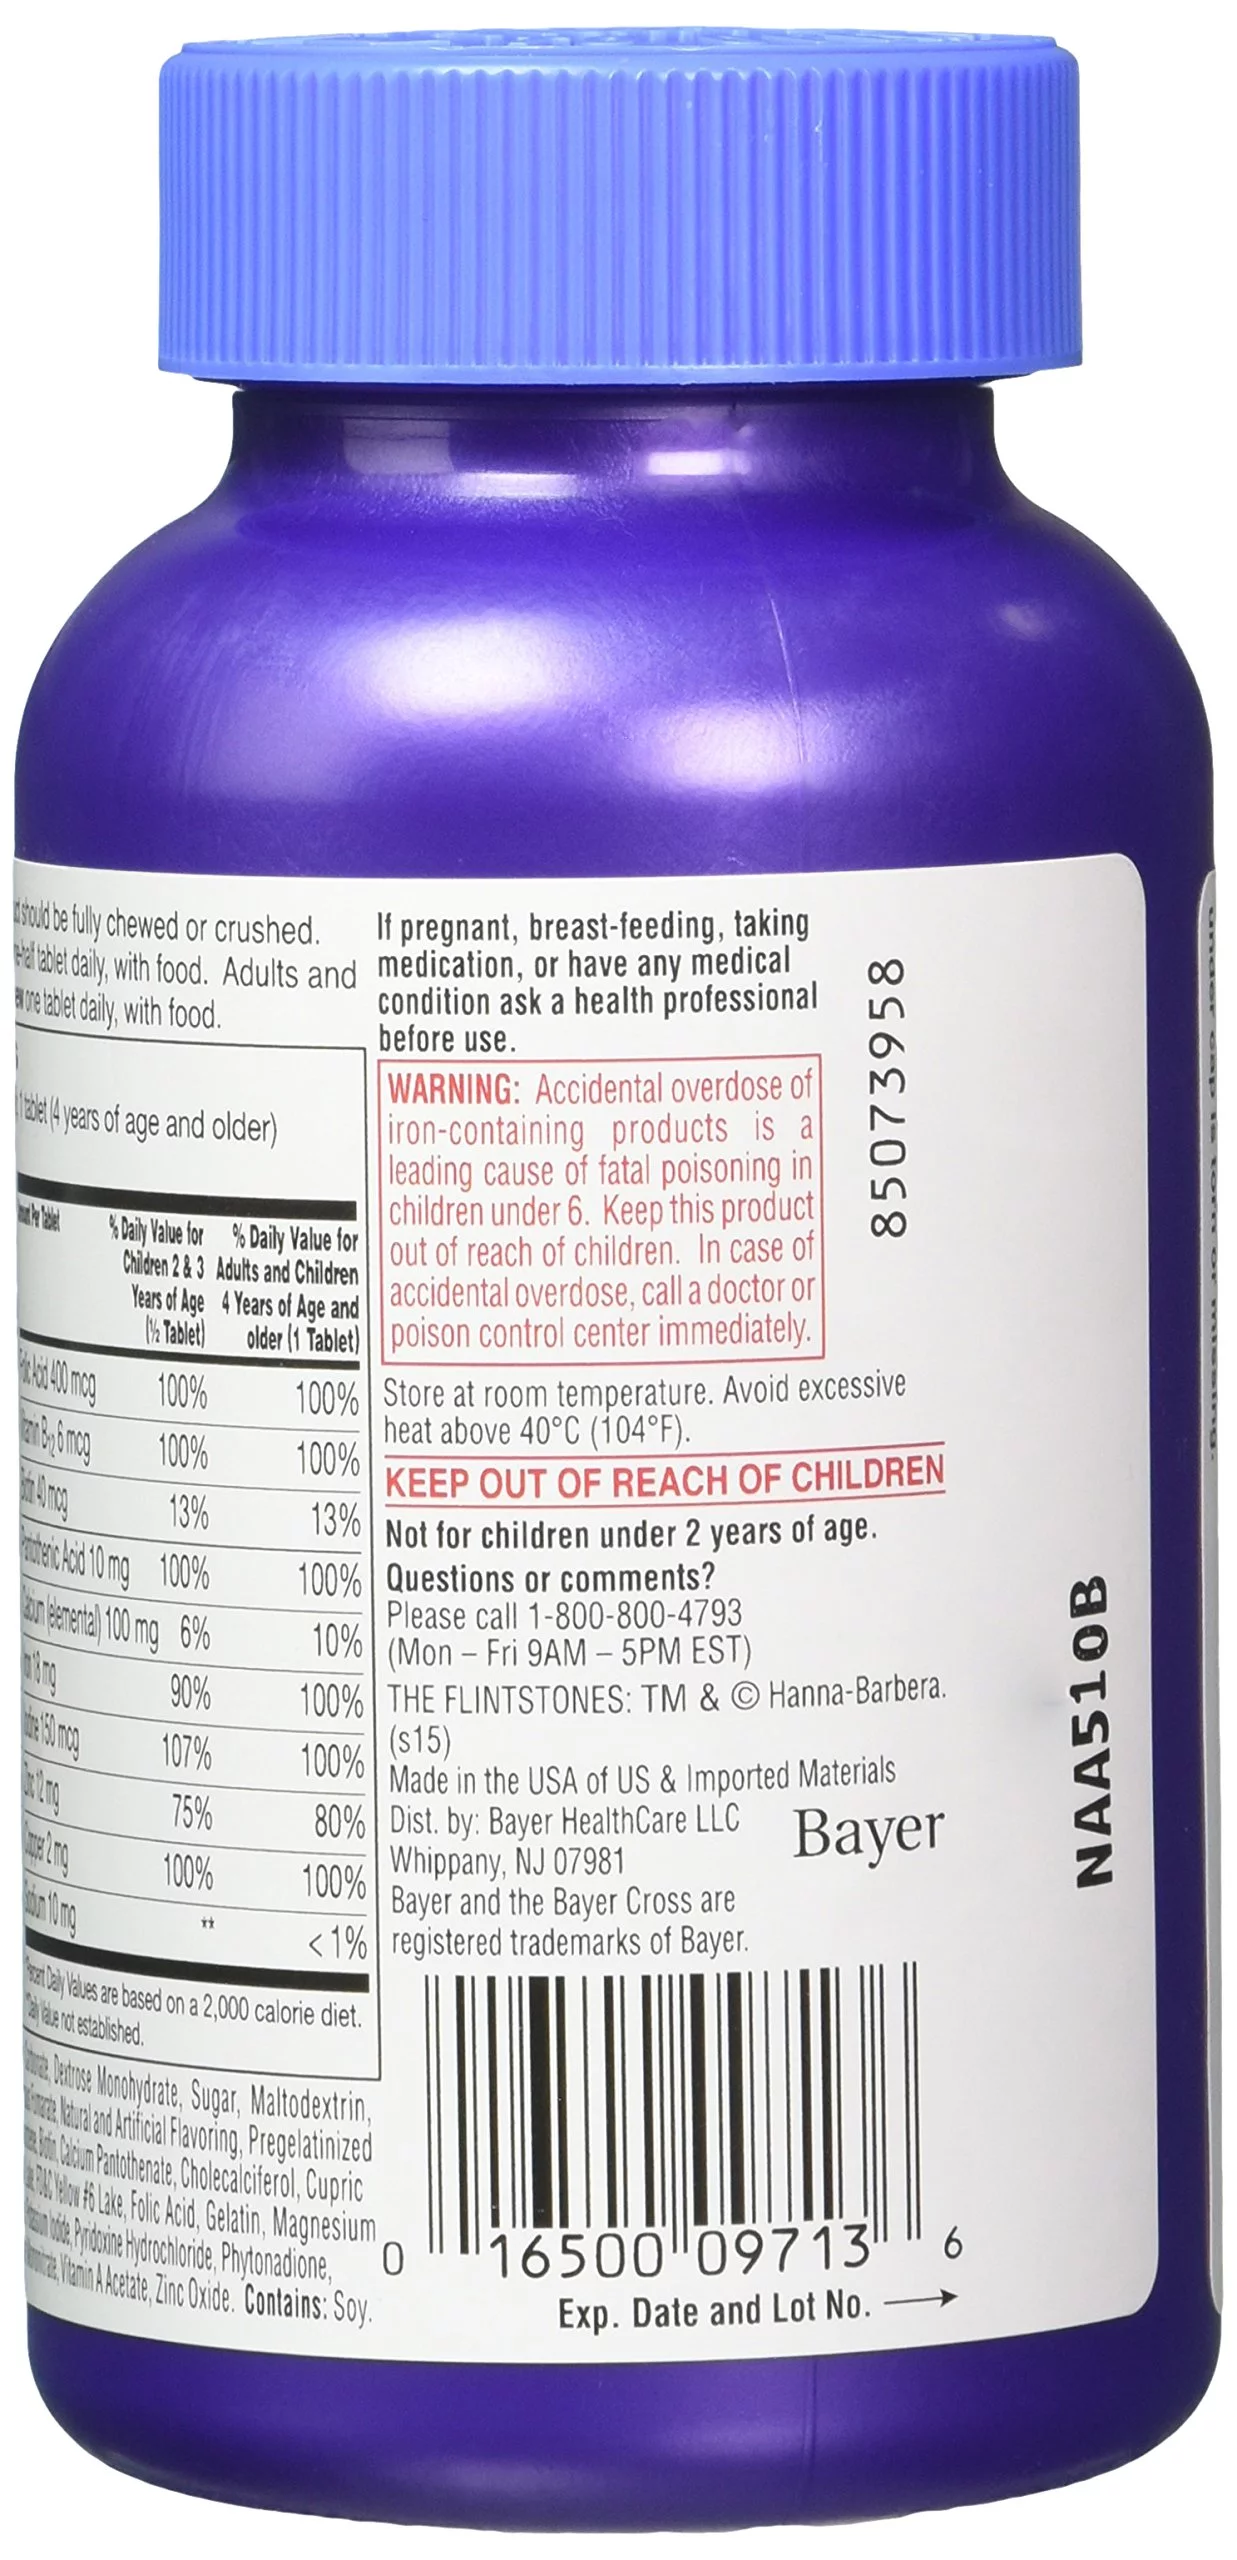 should be fully chewed or crushed.
tablet daily, with food. Adults and
one tablet daily, with food.
1 tablet (4 years of age and older)
Per Tablet
% Daily Value for
Children 2 & 3
Years of Age
(½ Tablet)
% Daily Value for
Adults and Children
4 Years of Age and
older (1 Tablet)
Folic Acid 400 mcg 100% 100%
B12 6 mcg 100% 100%
Biotin 40 mcg 13% 13%
Pantothenic Acid 10 mg 100% 100%
Calcium (elemental) 100 mg 6% 10%
18 mg 90% 100%
Iodine 150 mcg 107% 100%
Zinc 12 mg 75% 80%
Copper 2 mg 100% 100%
Sodium 10 mg ** <1%
Percent Daily Values are based on a 2,000 calorie diet.
Daily Value not established.
Dextrose Monohydrate, Sugar, Maltodextrin,
Natural and Artificial Flavoring, Pregelatinized
Biotin, Calcium Pantothenate, Cholecalciferol, Cupric
FD&C Yellow #6 Lake, Folic Acid, Gelatin, Magnesium
Iodide, Pyridoxine Hydrochloride, Phytonadione,
Vitamin A Acetate, Zinc Oxide. Contains: Soy.
If pregnant, breast-feeding, taking
medication, or have any medical
condition ask a health professional
before use.
WARNING: Accidental overdose of
iron-containing products is a
leading cause of fatal poisoning in
children under 6. Keep this product
out of reach of children. In case of
accidental overdose, call a doctor or
poison control center immediately.
Store at room temperature. Avoid excessive
heat above 40°C (104°F).
KEEP OUT OF REACH OF CHILDREN
Not for children under 2 years of age.
Questions or comments?
Please call 1-800-800-4793
(Mon – Fri 9AM – 5PM EST)
THE FLINTSTONES: TM & © Hanna-Barbera.
(s15)
Made in the USA of US & Imported Materials
Dist. by: Bayer HealthCare LLC
Whippany, NJ 07981
Bayer
Bayer and the Bayer Cross are
registered trademarks of Bayer.
0 16500 09713 6
Exp. Date and Lot No.
85073958
NAA510B
under cap is torn or missing.